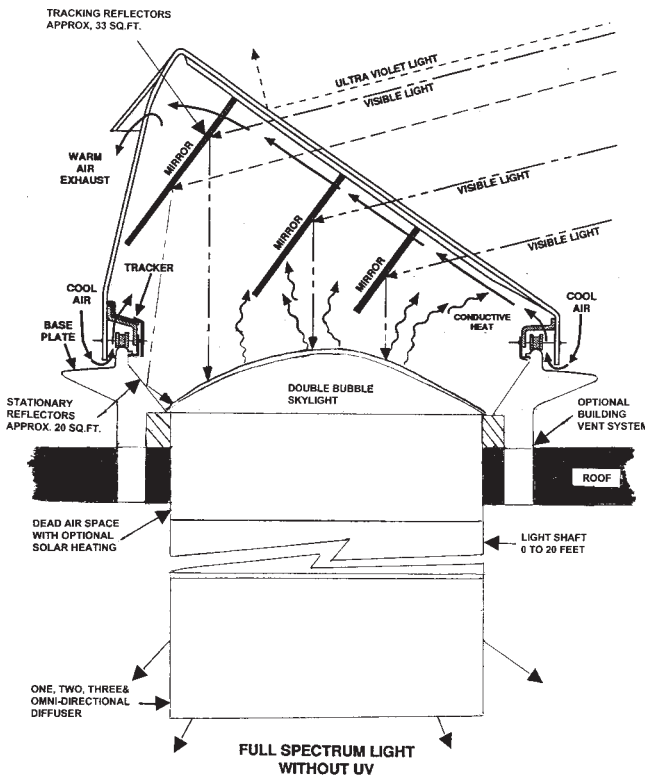 TRACKING REFLECTORS
APPROX, 33 SQ.FT.
ULTRA VIOLET LIGHT
VISIBLE LIGHT
WARM
AIR
EXHAUST
MIRROR
VISIBLE LIGHT
MIRROR
VISIBLE LIGHT
MIRROR
TRACKER
COOL
AIR
BASE
PLATE
CONDUCTIVE
HEAT
COOL
AIR
STATIONARY
REFLECTORS
APPROX. 20 SQ.FT.
DOUBLE BUBBLE
SKYLIGHT
OPTIONAL
BUILDING
VENT SYSTEM
ROOF
DEAD AIR SPACE
WITH OPTIONAL
SOLAR HEATING
LIGHT SHAFT
0 TO 20 FEET
ONE, TWO, THREE&
OMNI-DIRECTIONAL
DIFFUSER
FULL SPECTRUM LIGHT
WITHOUT UV